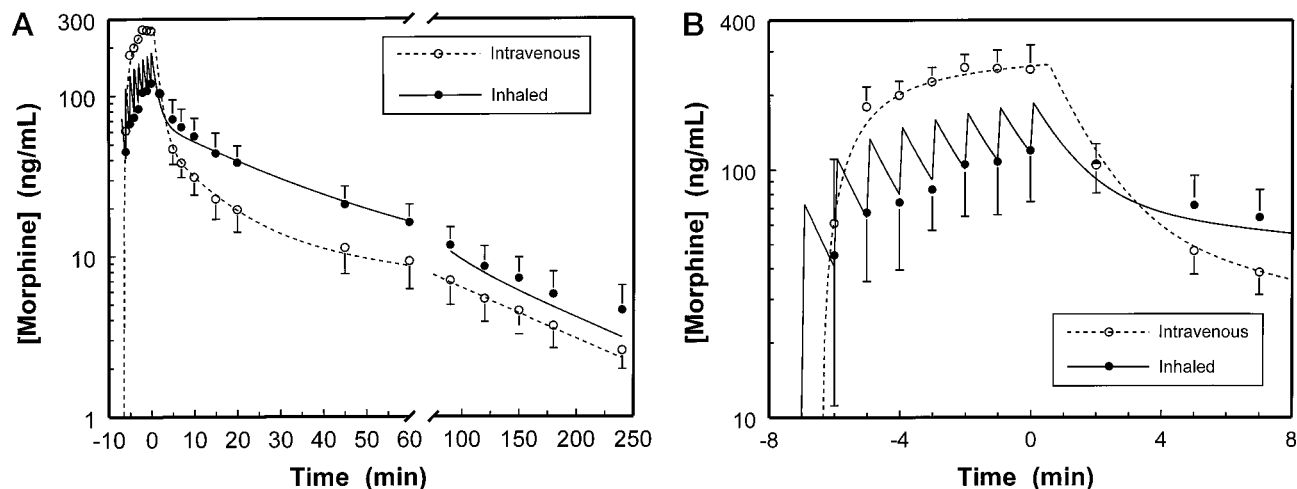 A
[Morphine] (ng/mL)
300
100
10
1
Intravenous
Inhaled
-10 0 10 20 30 40 50 60 100 150 200 250
Time (min)
B
[Morphine] (ng/mL)
400
100
10
Intravenous
Inhaled
-8 -4 0 4 8
Time (min)